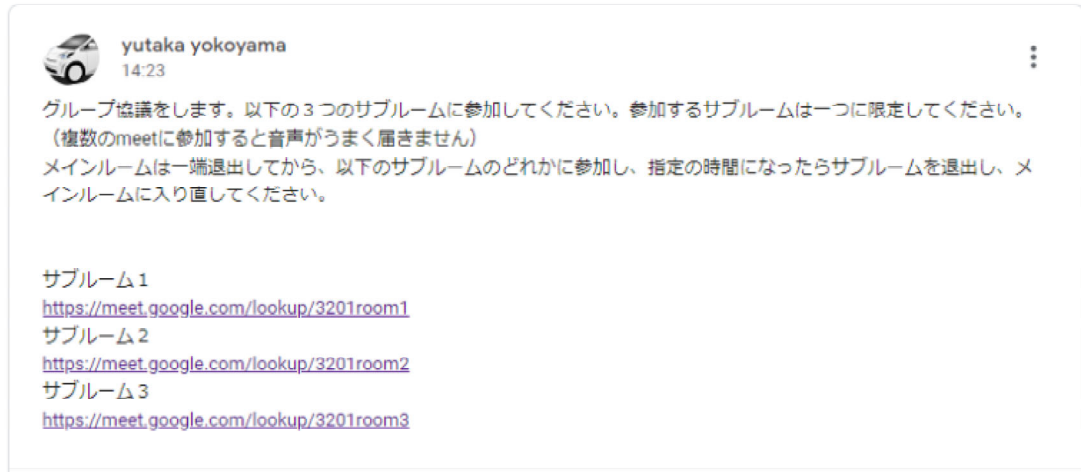 yutaka yokoyama
14:23
グループ協議をします。以下の３つのサブルームに参加してください。参加するサブルームは一つに限定してください。
（複数のmeetに参加すると音声がうまく届きません）
メインルームは一端退出してから、以下のサブルームのどれかに参加し、指定の時間になったらサブルームを退出し、メ
インルームに入り直してください。
サブルーム１
https://meet.google.com/lookup/3201room1
サブルーム２
https://meet.google.com/lookup/3201room2
サブルーム３
https://meet.google.com/lookup/3201room3